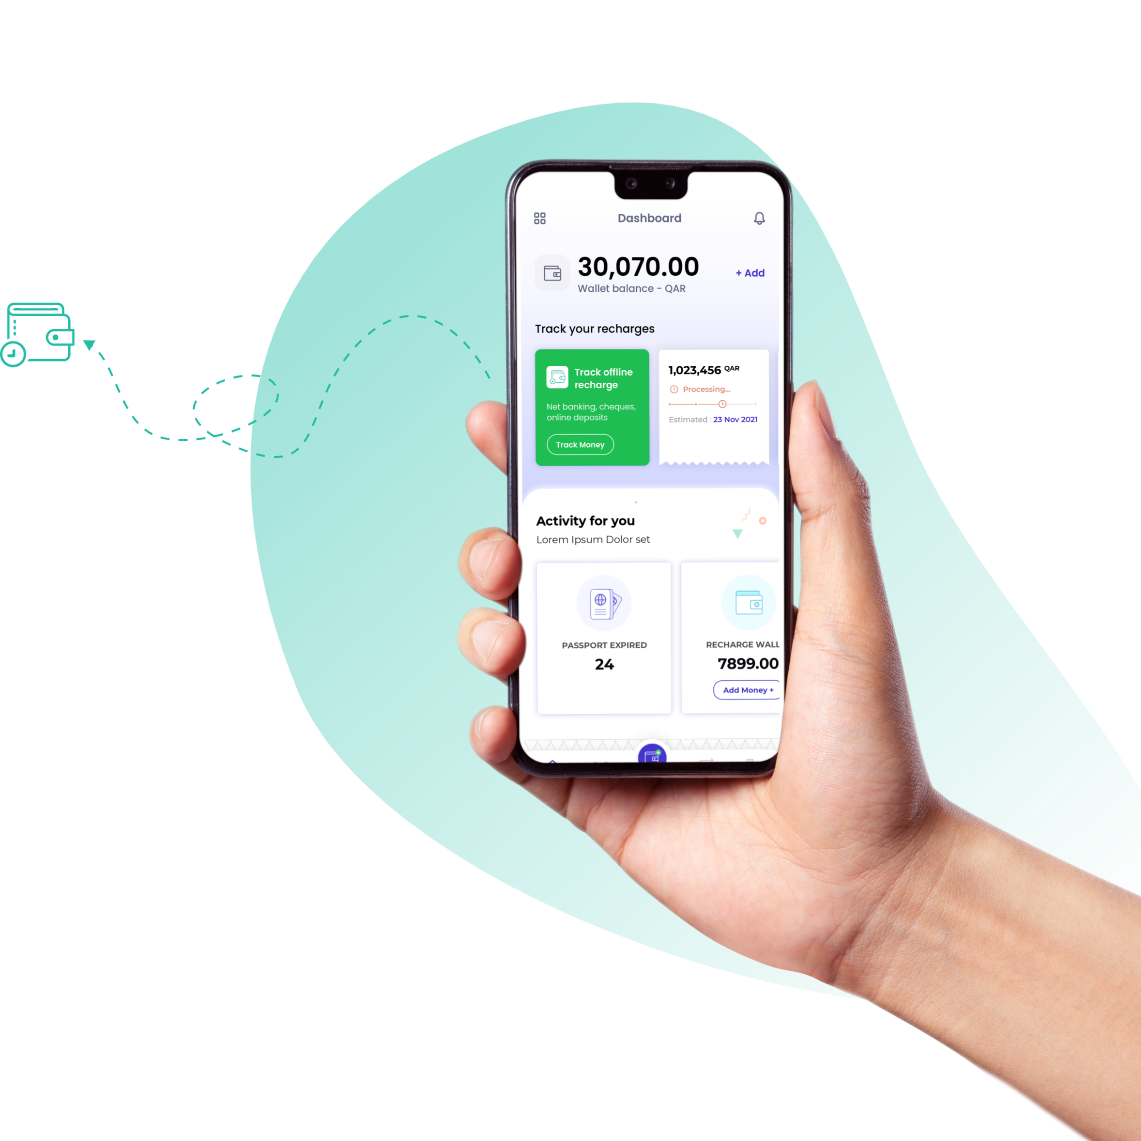 Dashboard
30,070.00
+ Add
Wallet balance - QAR
Track your recharges
Track offline
recharge
Net banking, cheques,
online deposits
Track Money
1,023,456 QAR
Processing...
Estimated : 23 Nov 2021
Activity for you
Lorem Ipsum Dolor set
PASSPORT EXPIRED
24
RECHARGE WALL
7899.00
Add Money +